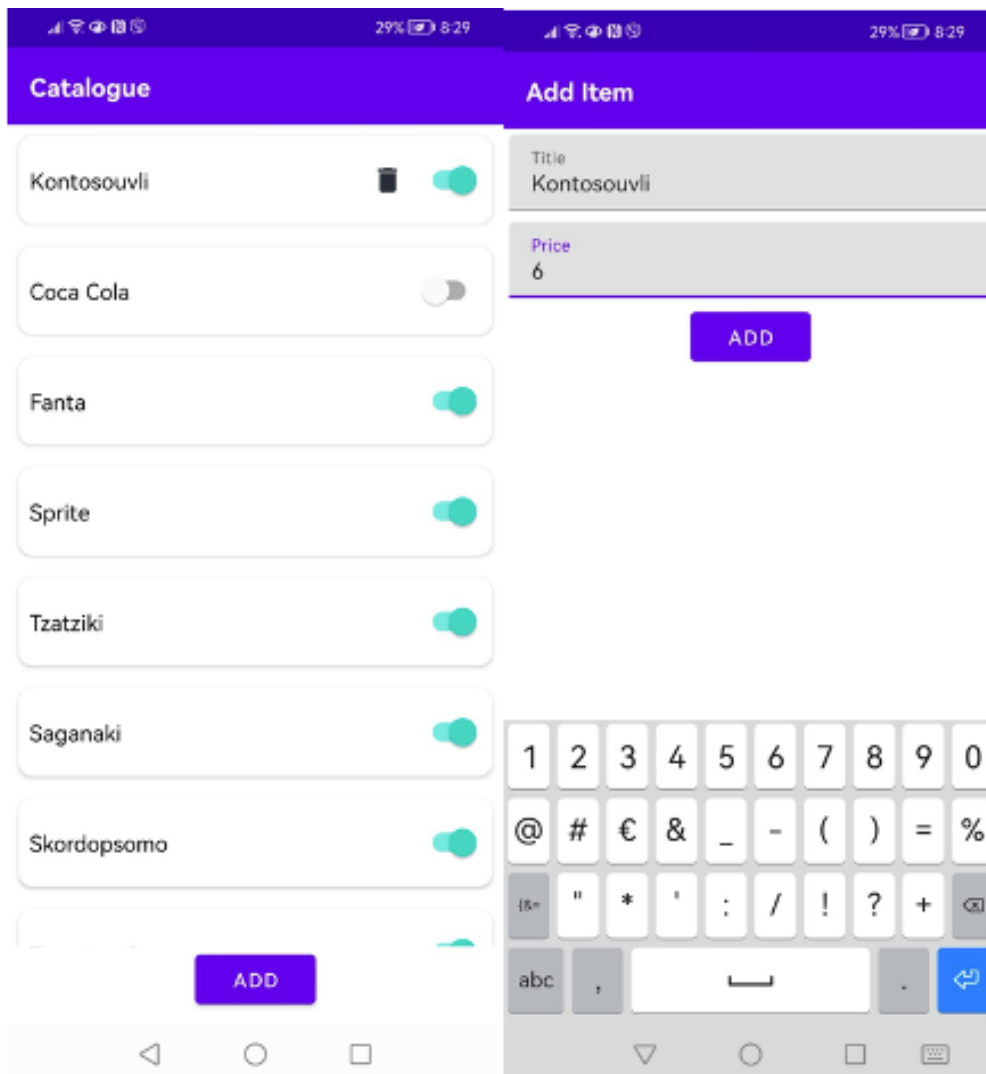 29% 8:29
Catalogue
Kontosouvli
Coca Cola
Fanta
Sprite
Tzatziki
Saganaki
Skordopsomo
ADD
29% 8:29
Add Item
Title
Kontosouvli
Price
6
ADD
1 2 3 4 5 6 7 8 9 0
@ # € & _ - ( ) = %
" * ' : / ! ? +
abc , .